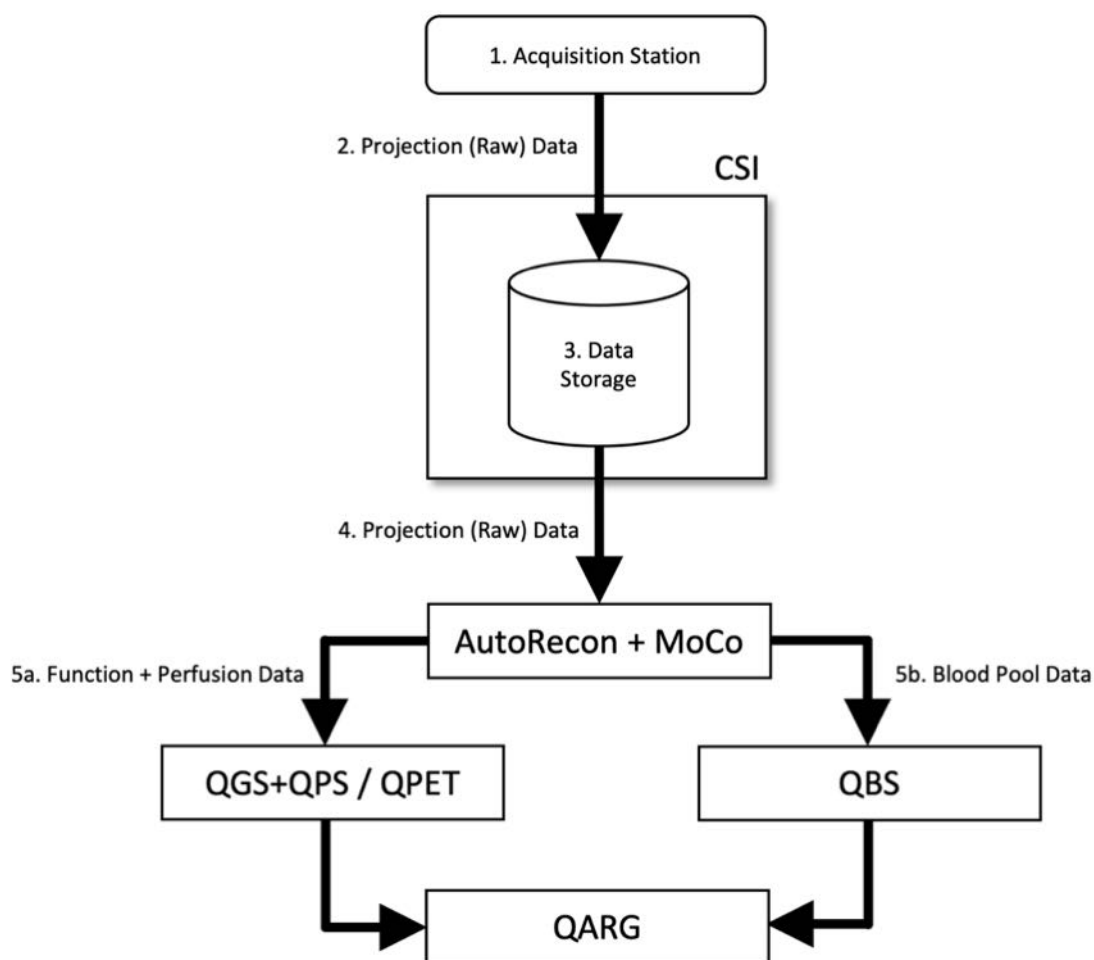 1. Acquisition Station
2. Projection (Raw) Data
CSI
3. Data
Storage
4. Projection (Raw) Data
AutoRecon + MoCo
5a. Function + Perfusion Data
5b. Blood Pool Data
QGS+QPS / QPET
QBS
QARG